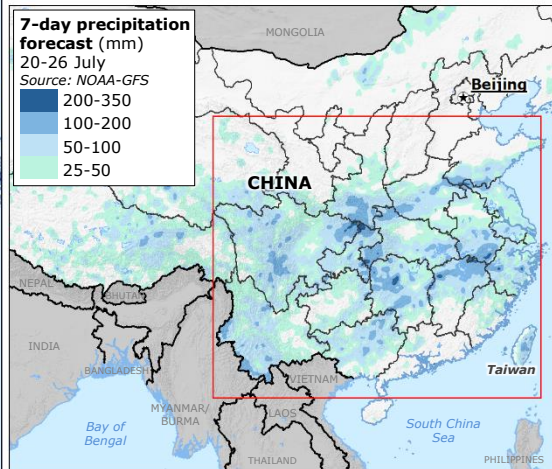 7-day precipitation
forecast (mm)
20-26 July
Source: NOAA-GFS
200-350
100-200
50-100
25-50
MONGOLIA
Beijing
CHINA
NEPAL
BHUTAN
INDIA
BANGLADESH
MYANMAR/
BURMA
VIETNAM
LAOS
THAILAND
Taiwan
Bay of
Bengal
South China
Sea
PHILIPPINES